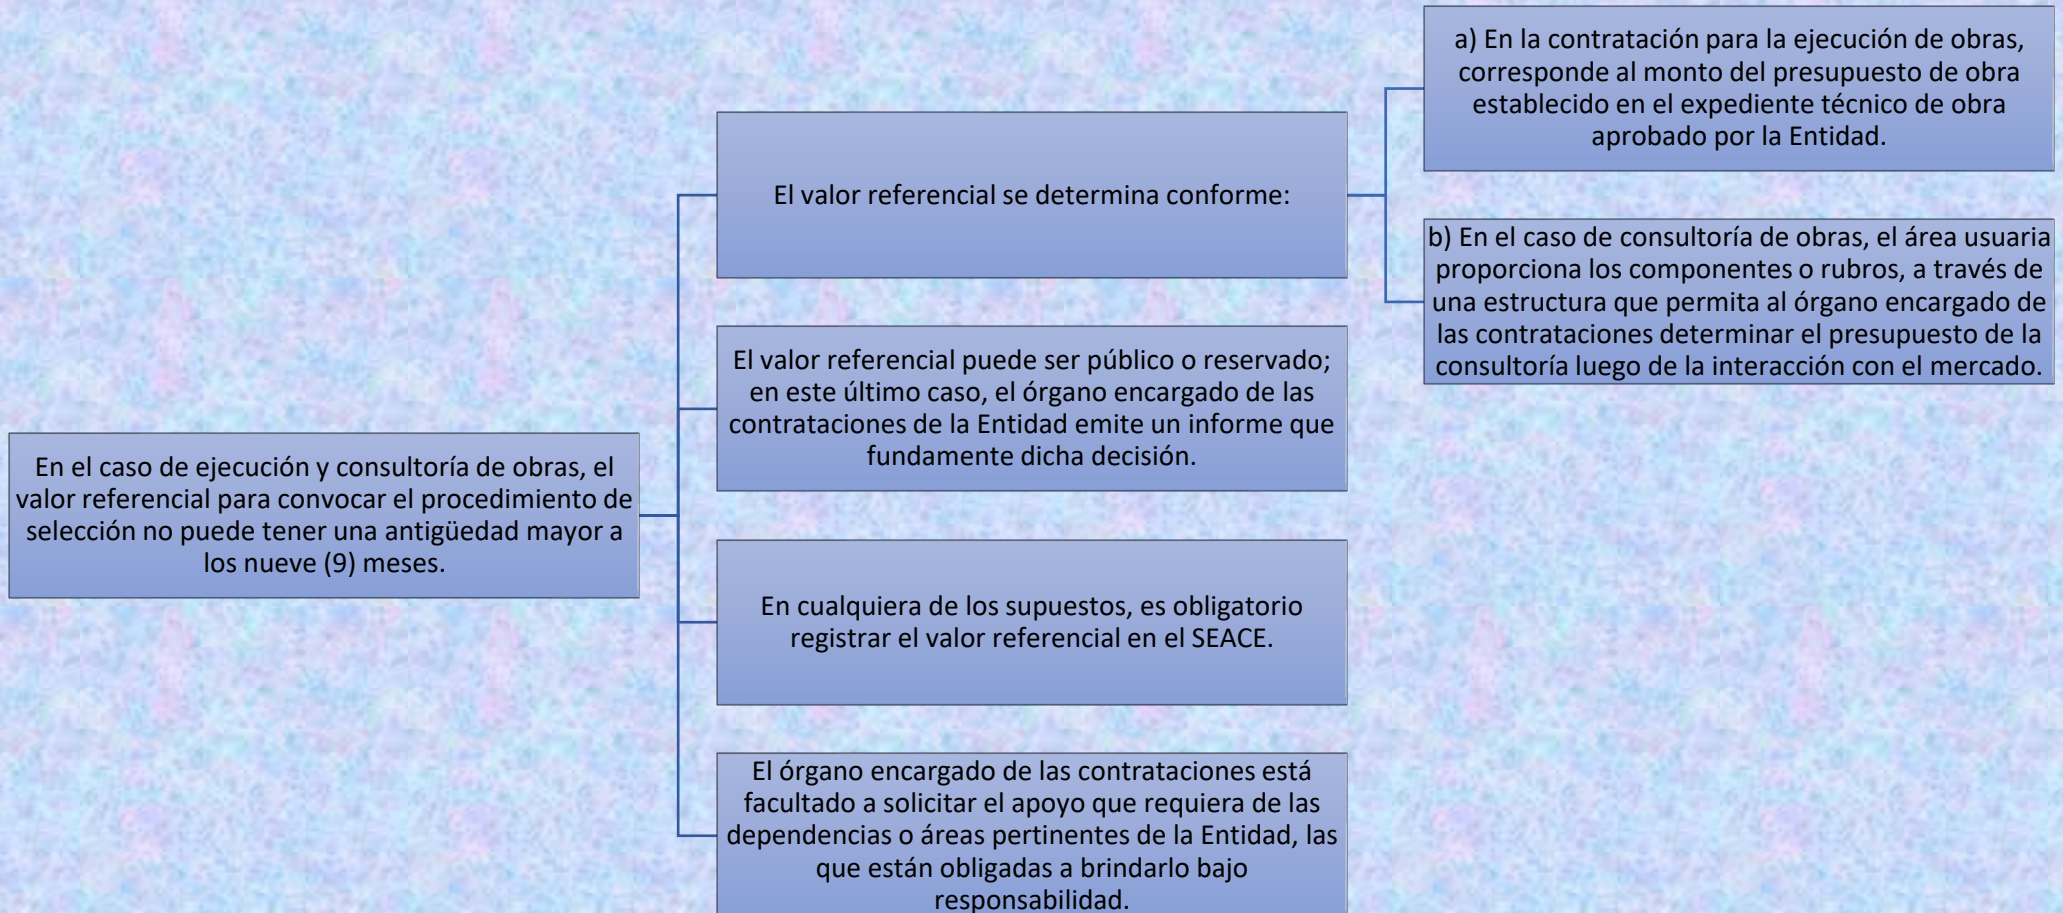 En el caso de ejecución y consultoría de obras, el
valor referencial para convocar el procedimiento de
selección no puede tener una antigüedad mayor a
los nueve (9) meses.
El valor referencial se determina conforme:
a) En la contratación para la ejecución de obras,
corresponde al monto del presupuesto de obra
establecido en el expediente técnico de obra
aprobado por la Entidad.
b) En el caso de consultoría de obras, el área usuaria
proporciona los componentes o rubros, a través de
una estructura que permita al órgano encargado de
las contrataciones determinar el presupuesto de la
consultoría luego de la interacción con el mercado.
El valor referencial puede ser público o reservado;
en este último caso, el órgano encargado de las
contrataciones de la Entidad emite un informe que
fundamente dicha decisión.
En cualquiera de los supuestos, es obligatorio
registrar el valor referencial en el SEACE.
El órgano encargado de las contrataciones está
facultado a solicitar el apoyo que requiera de las
dependencias o áreas pertinentes de la Entidad, las
que están obligadas a brindarlo bajo
responsabilidad.